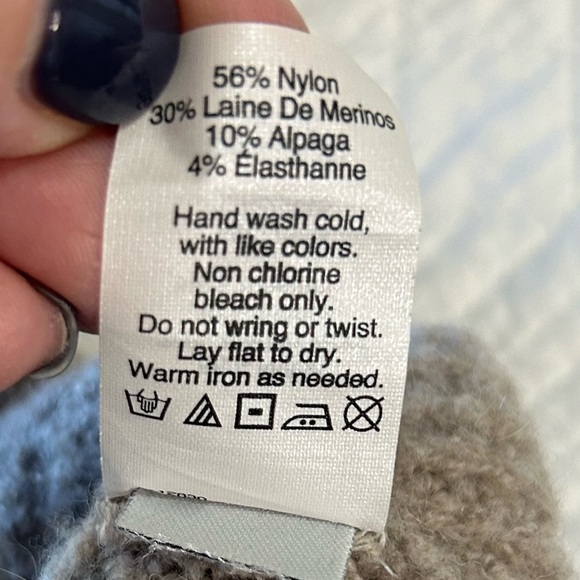 56% Nylon
30% Laine De Merinos
10% Alpaga
4% Élasthanne
Hand wash cold,
with like colors.
Non chlorine
bleach only.
Do not wring or twist.
Lay flat to dry.
Warm iron as needed.